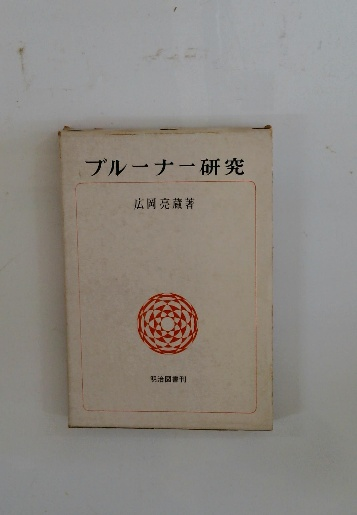 ブルーナー研究
広岡亮蔵著
明治図書刊